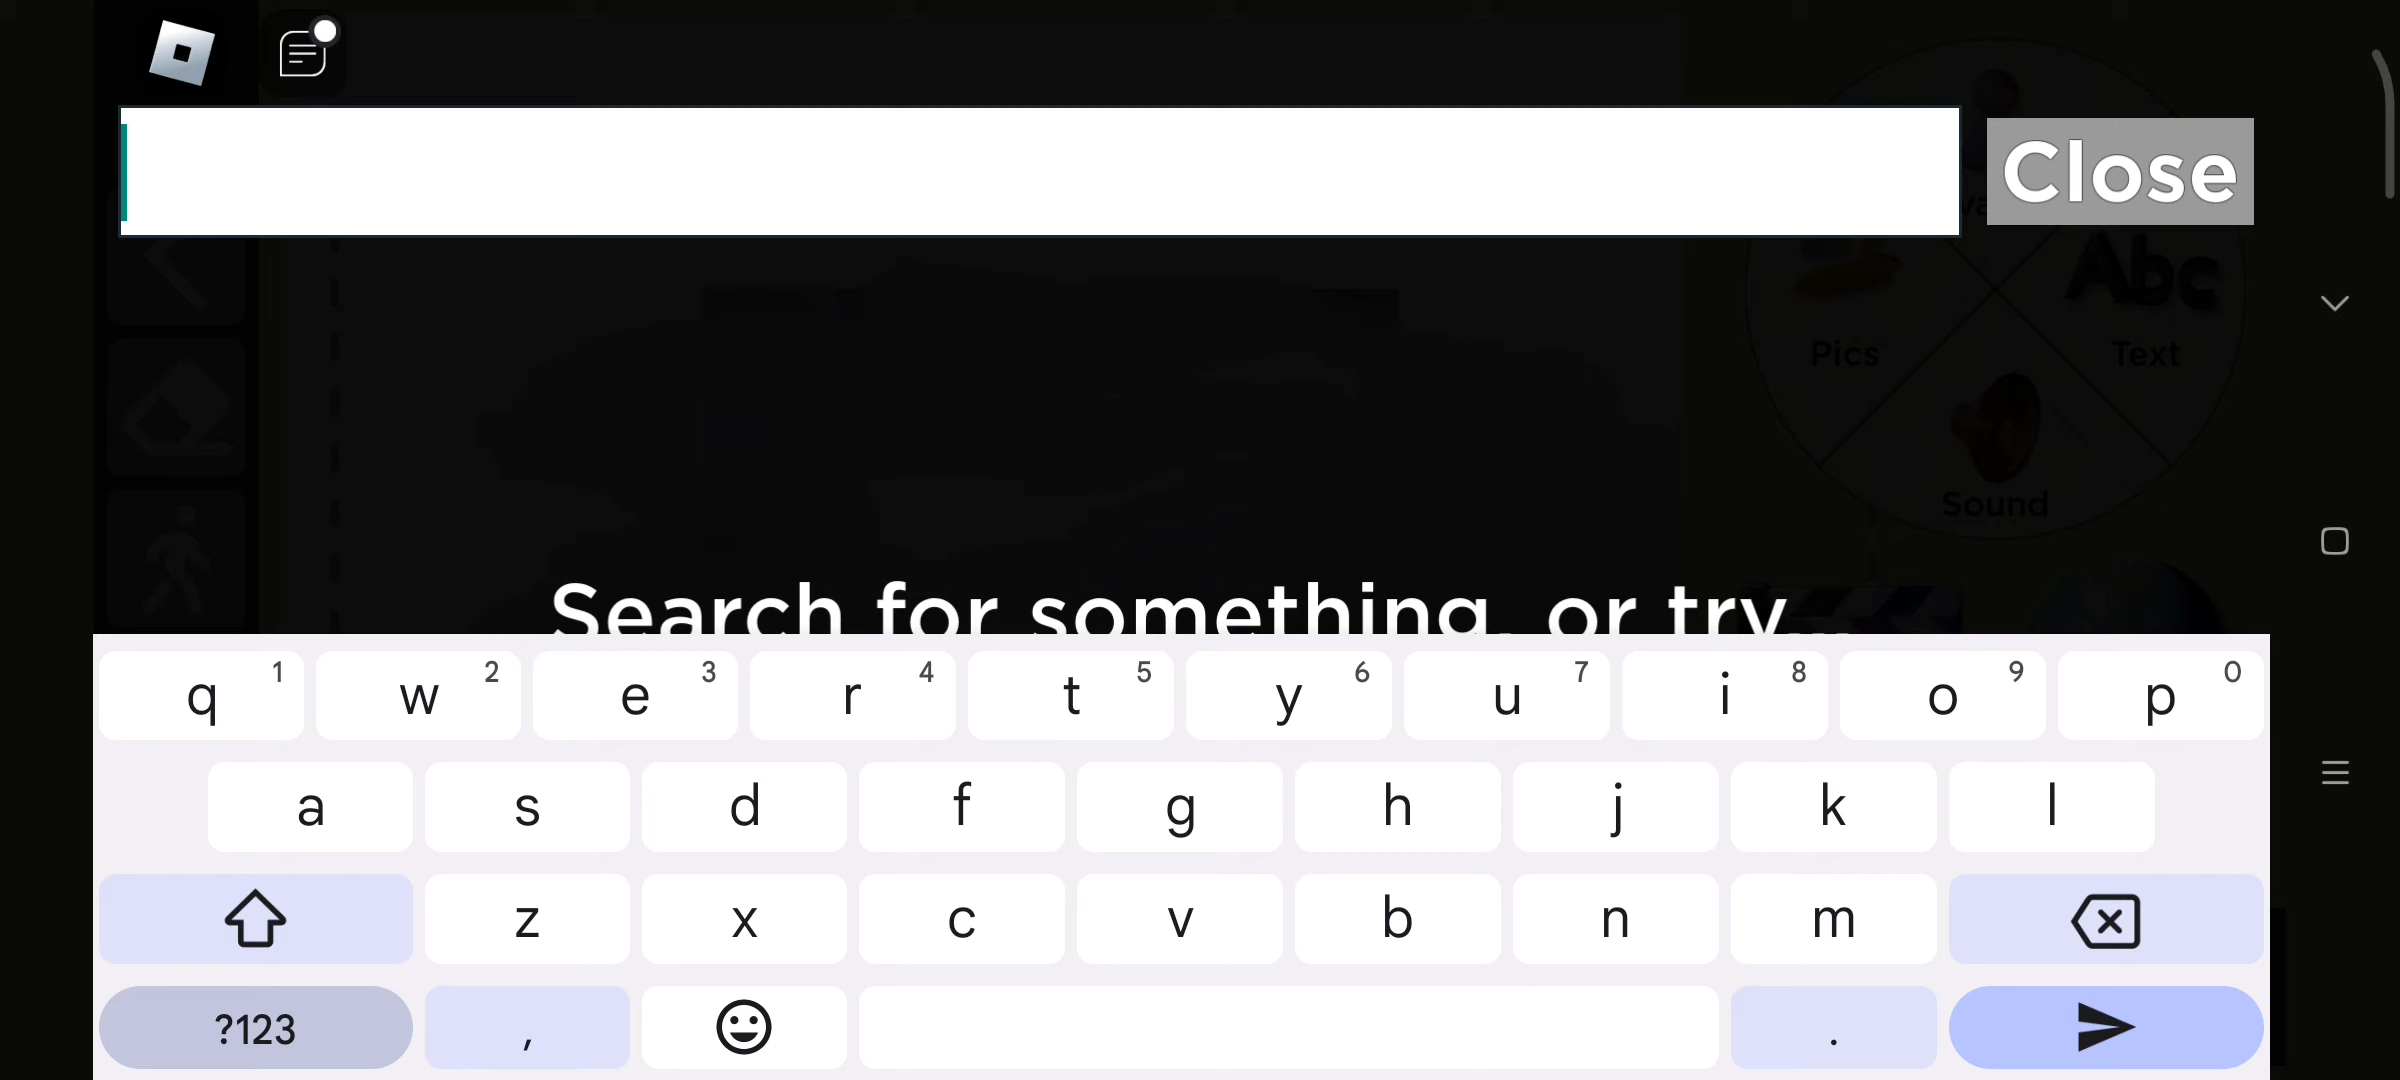 Close
Abc
Pics
Text
Sound
Search for something, or try...
q 1 w 2 e 3 r 4 t 5 y 6 u 7 i 8 o 9 p 0
a s d f g h j k l
z x c v b n m
?123 , .